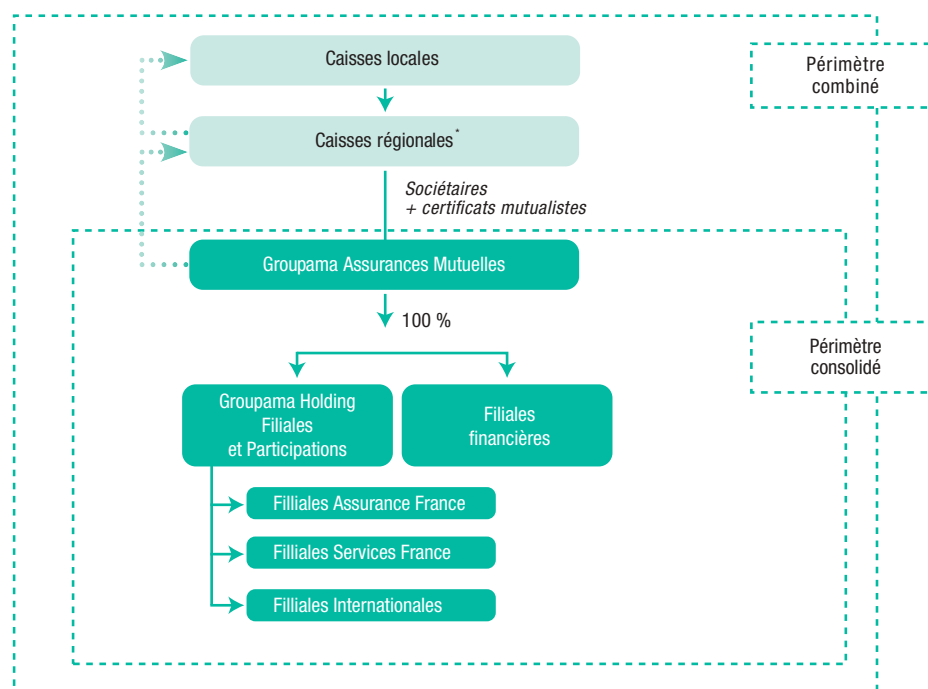 Caisses locales
Périmètre
combiné
Caisses régionales*
Sociétaires
+ certificats mutualistes
Groupama Assurances Mutuelles
100 %
Périmètre
consolidé
Groupama Holding
Filiales
et Participations
Filiales
financières
Filliales Assurance France
Filliales Services France
Filliales Internationales